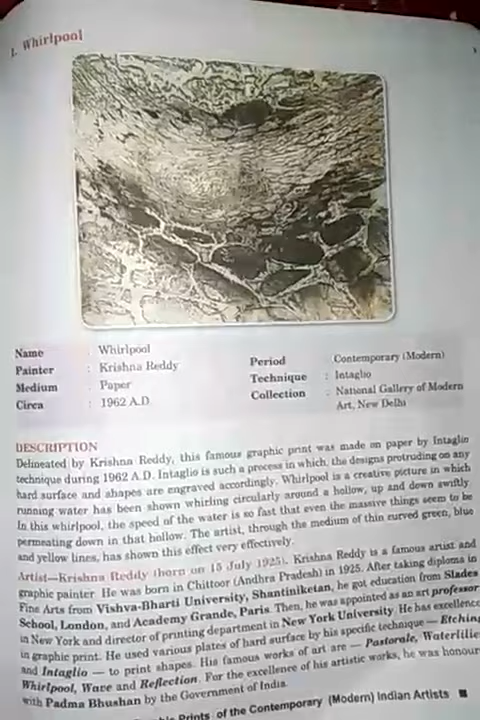 1. Whirlpool
Name : Whirlpool
Painter : Krishna Reddy
Medium : Paper
Circa : 1962 A.D.
Period : Contemporary (Modern)
Technique : Intaglio
Collection : National Gallery of Modern
Art, New Delhi
DESCRIPTION
Delineated by Krishna Reddy, this famous graphic print was made on paper by Intaglio
technique during 1962 A.D. Intaglio is such a process in which, the designs protruding on any
hard surface and ahapes are engraved accordingly. Whirlpool is a creative picture in which
running water has been shown whirling circularly around a hollow, up and down swiftly.
In this whirlpool, the speed of the water is so fast that even the massive things seem to be
permeating down in that hollow. The artist, through the medium of thin curved green, blue
and yellow lines, has shown this effect very effectively.
Artist—Krishna Reddy (born on 15 July 1925). Krishna Reddy is a famous artist and
graphic painter. He was born in Chittoor (Andhra Pradesh) in 1925. After taking diploma in
Fine Arts from Vishva-Bharti University, Shantiniketan, he got education from Slades
School, London, and Academy Grande, Paris. Then, he was appointed as an art professor
in New York and director of printing department in New York University. He has excellence
in graphic print. He used various plates of hard surface by his specific technique — Etching
and Intaglio — to print shapes. His famous works of art are — Pastorale, Waterlilies
Whirlpool, Wave and Reflection. For the excellence of his artistic works, he was honour
with Padma Bhushan by the Government of India.
Prints of the Contemporary (Modern) Indian Artists ■